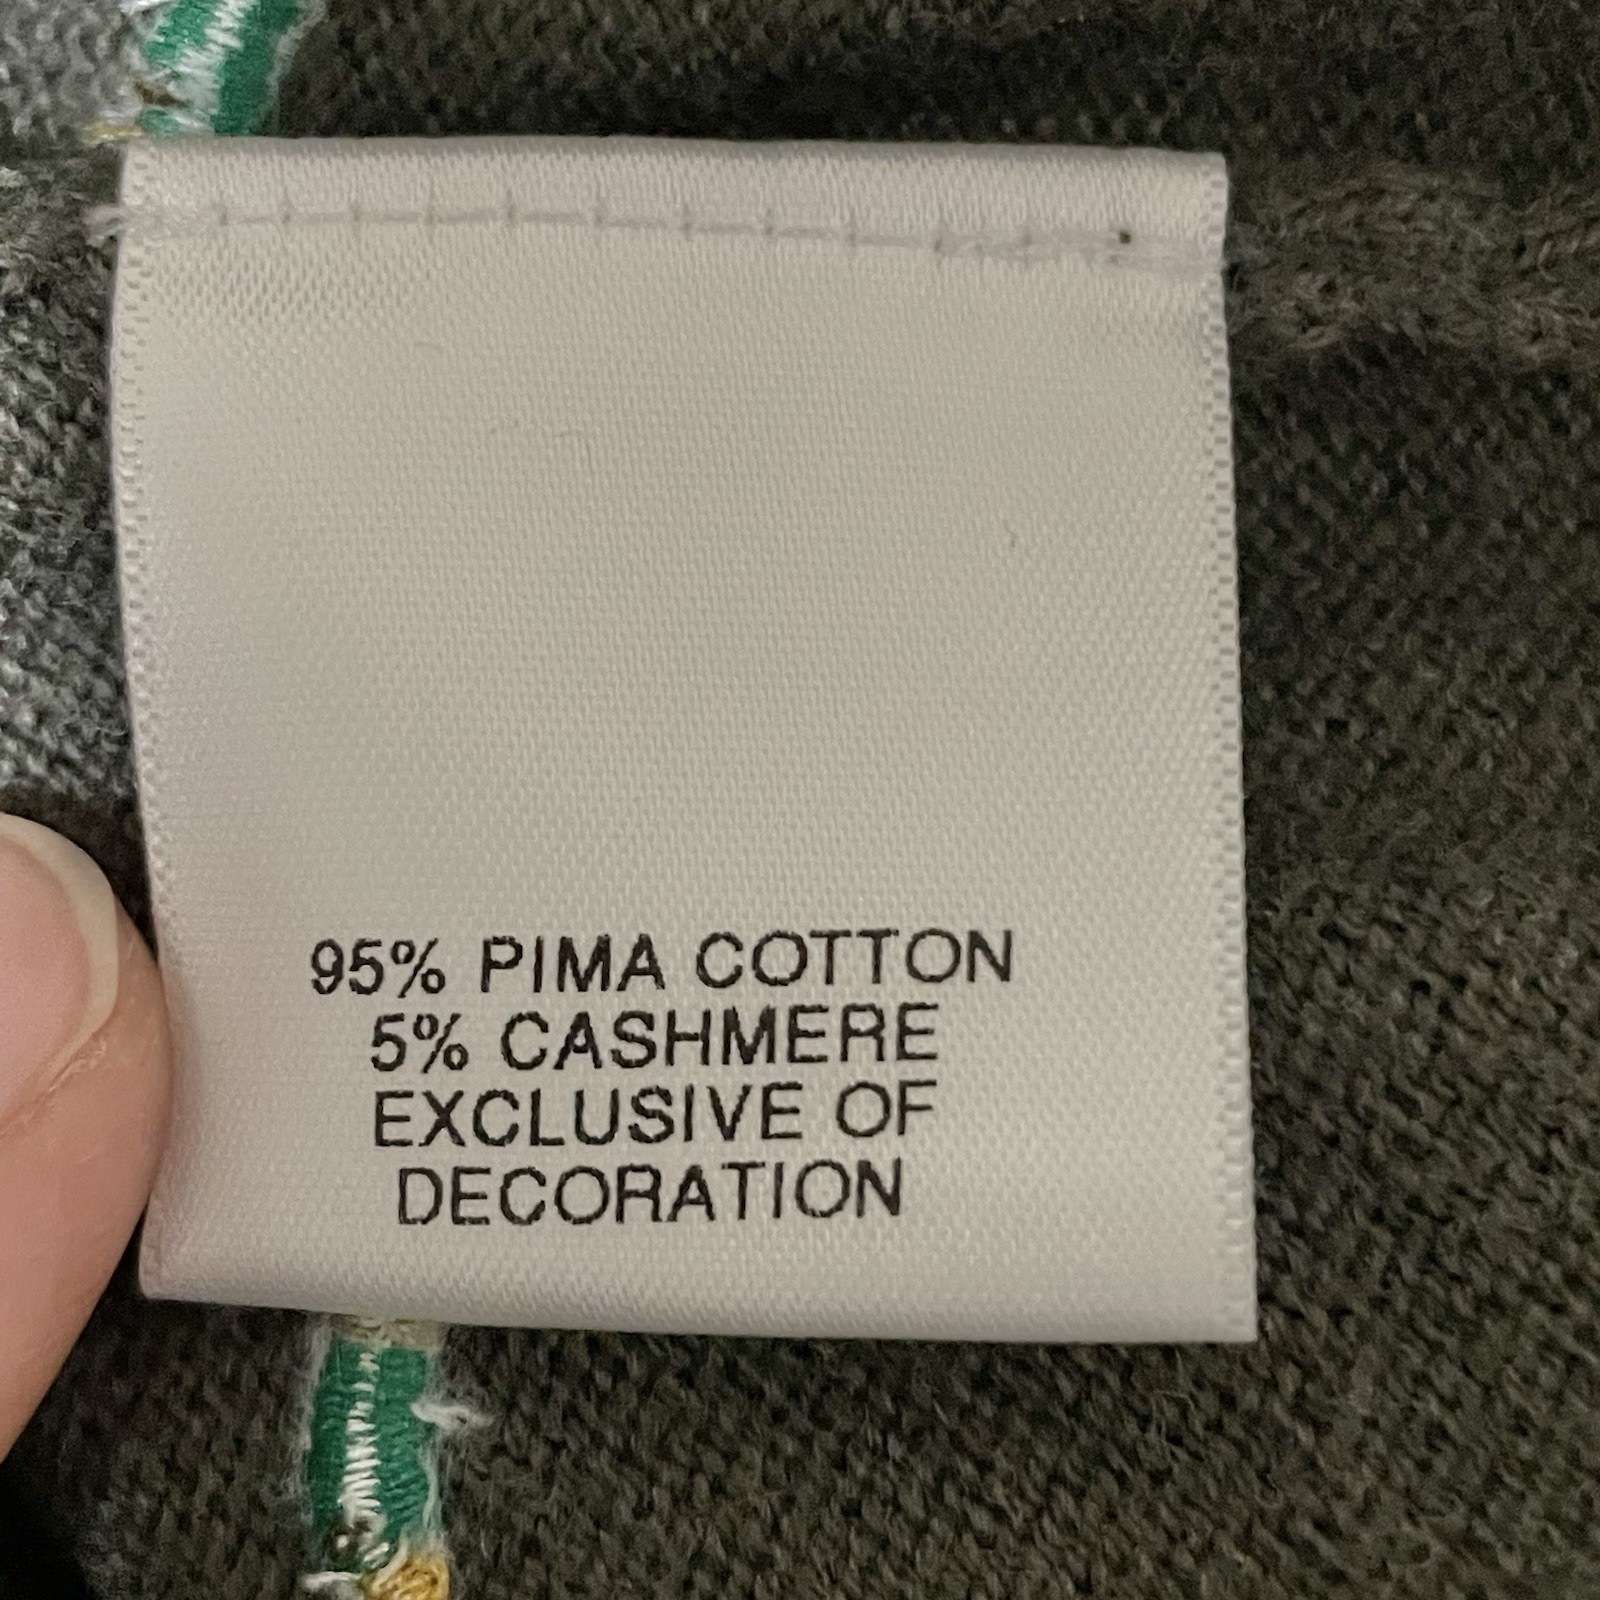 95% PIMA COTTON
5% CASHMERE
EXCLUSIVE OF
DECORATION